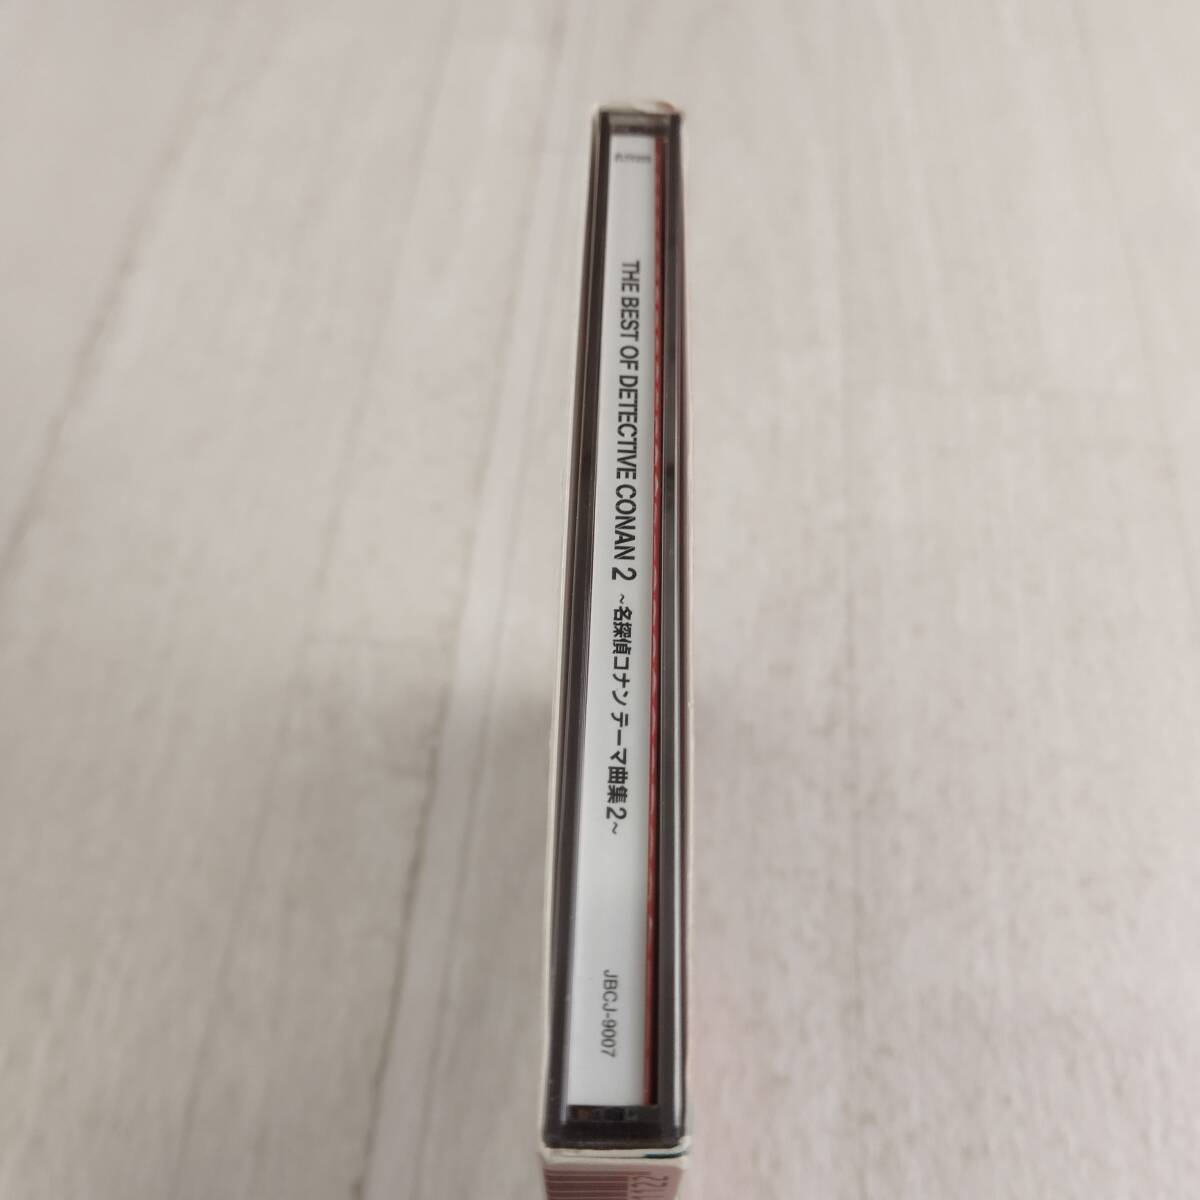 THE BEST OF DETECTIVE CONAN 2 ~名探偵コナン テーマ曲集2~
JBCJ-9007